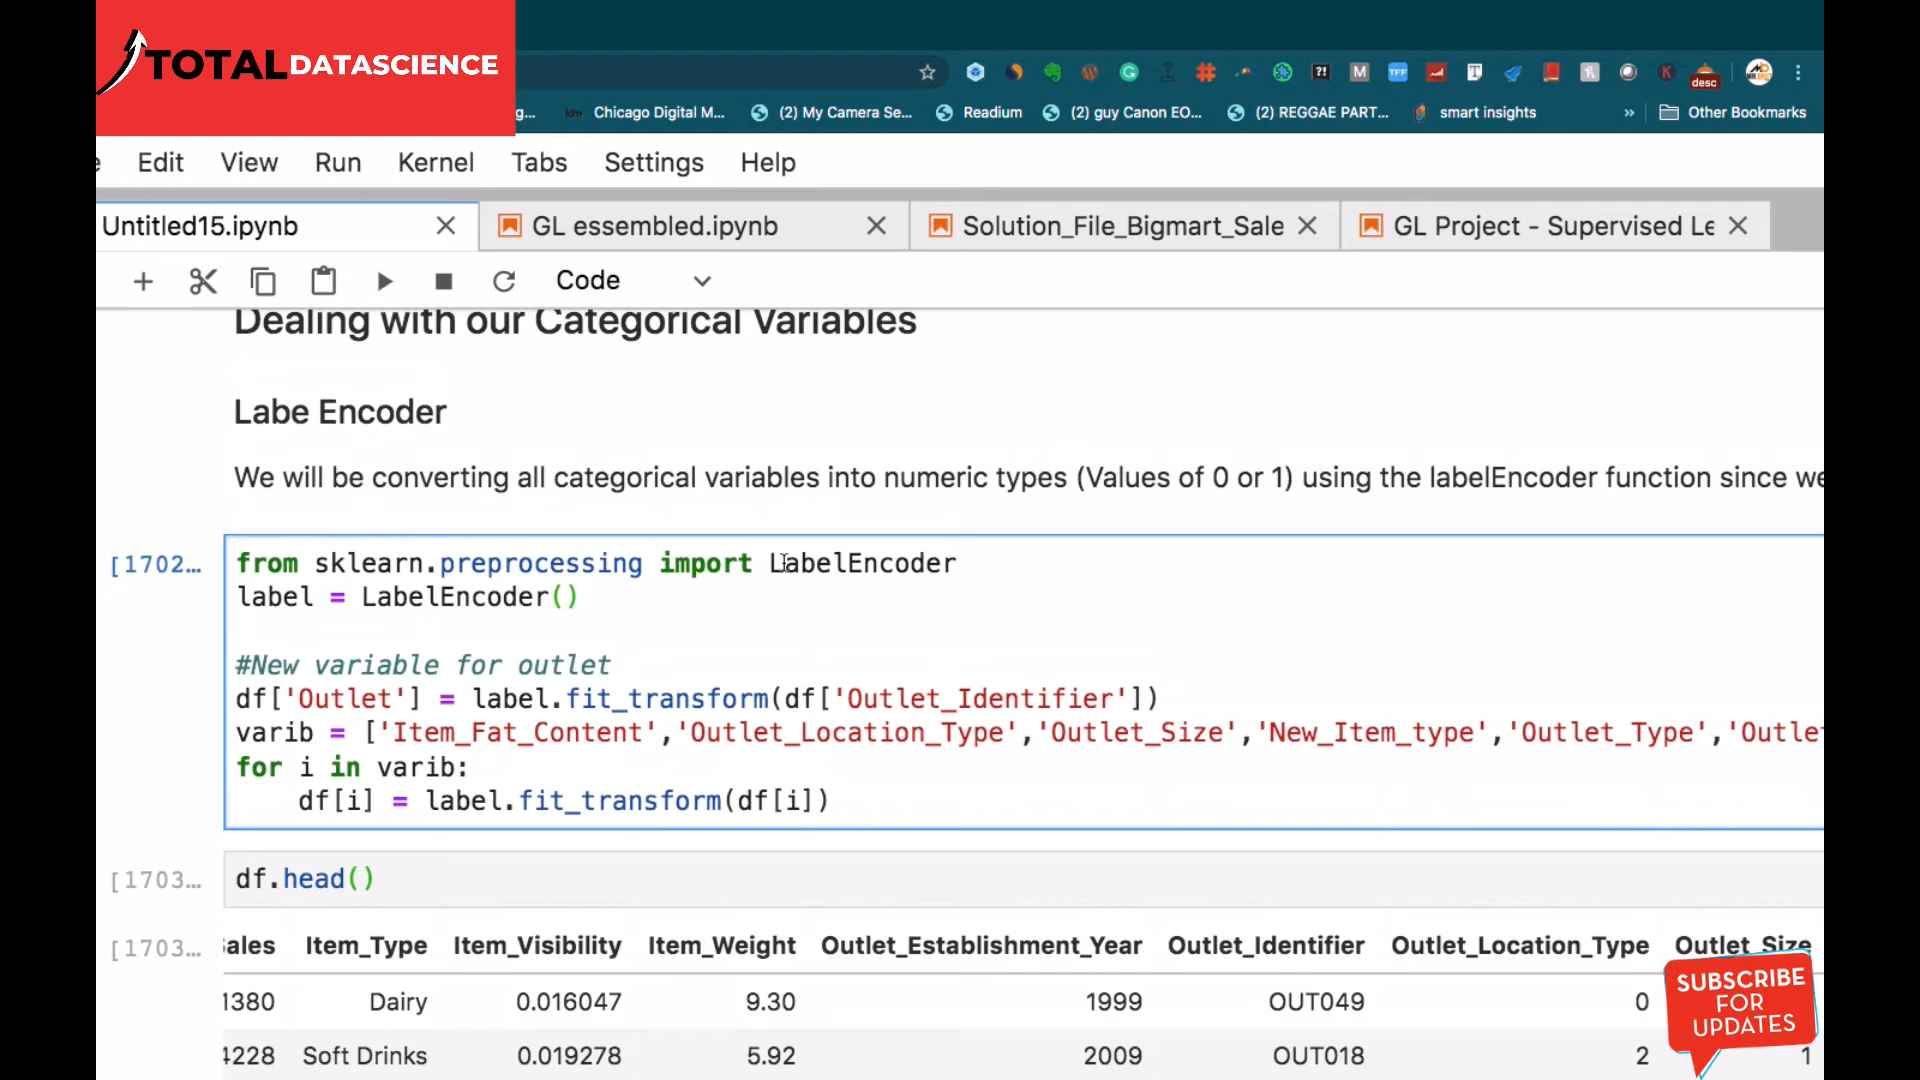 TOTALDATASCIENCE
desc
g... Chicago Digital M... (2) My Camera Se... Readium (2) guy Canon EO... (2) REGGAE PART... smart insights » Other Bookmarks
e Edit View Run Kernel Tabs Settings Help
Untitled15.ipynb GL essembled.ipynb Solution_File_Bigmart_Sale GL Project - Supervised Le
Code
Dealing with our Categorical Variables
Labe Encoder
We will be converting all categorical variables into numeric types (Values of 0 or 1) using the labelEncoder function since we
[1702... from sklearn.preprocessing import LabelEncoder
label = LabelEncoder()
#New variable for outlet
df['Outlet'] = label.fit_transform(df['Outlet_Identifier'])
varib = ['Item_Fat_Content','Outlet_Location_Type','Outlet_Size','New_Item_type','Outlet_Type','Outlet
for i in varib:
df[i] = label.fit_transform(df[i])
[1703... df.head()
[1703... Sales Item_Type Item_Visibility Item_Weight Outlet_Establishment_Year Outlet_Identifier Outlet_Location_Type Outlet_Size
1380 Dairy 0.016047 9.30 1999 OUT049 0
4228 Soft Drinks 0.019278 5.92 2009 OUT018 2 1
SUBSCRIBE
FOR
UPDATES